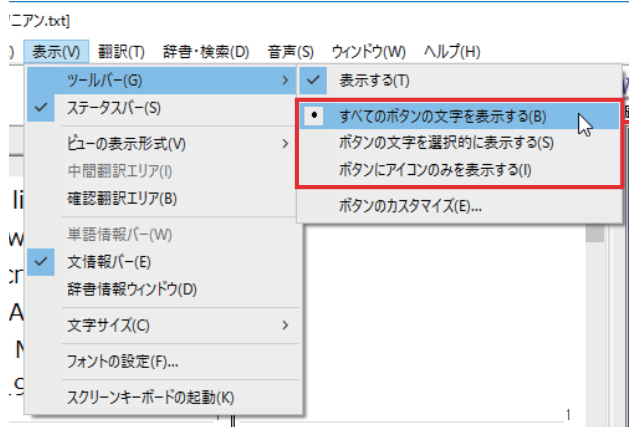 ニアン.txt]
表示(V) 翻訳(T) 辞書・検索(D) 音声(S) ウィンドウ(W) ヘルプ(H)
ツールバー(G)
ステータスバー(S)
ビューの表示形式(V)
中間翻訳エリア(I)
確認翻訳エリア(B)
単語情報バー(W)
文情報バー(E)
辞書情報ウィンドウ(D)
文字サイズ(C)
フォントの設定(F)...
スクリーンキーボードの起動(K)
表示する(T)
すべてのボタンの文字を表示する(B)
ボタンの文字を選択的に表示する(S)
ボタンにアイコンのみを表示する(I)
ボタンのカスタマイズ(E)...
1